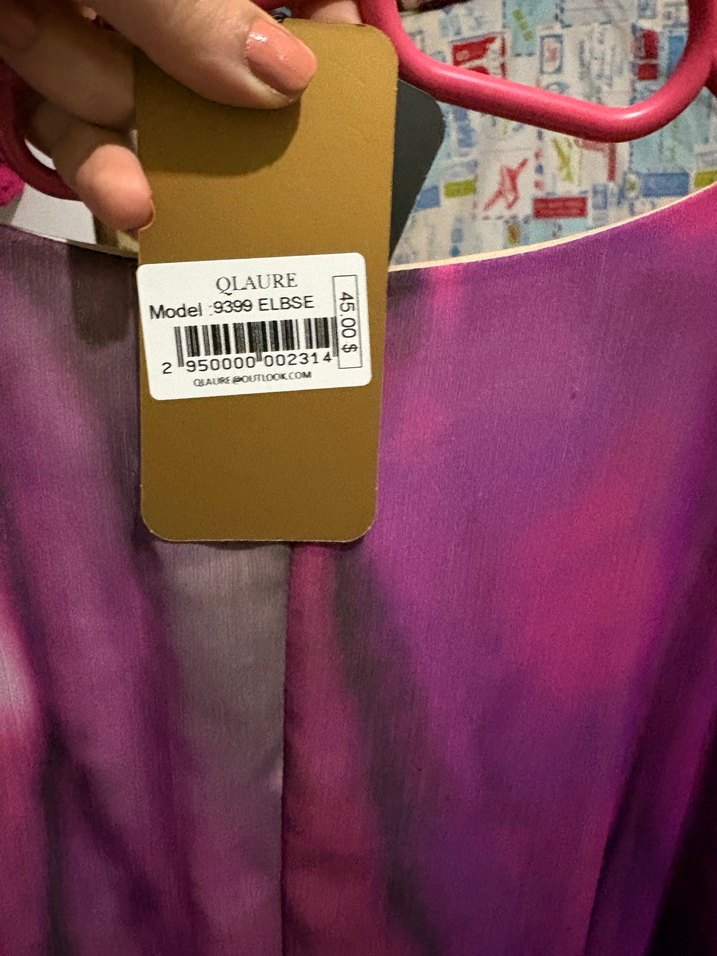 QLAURE
Model :9399 ELBSE
45.00 $
2 950000 002314
QLAURE@OUTLOOK.COM